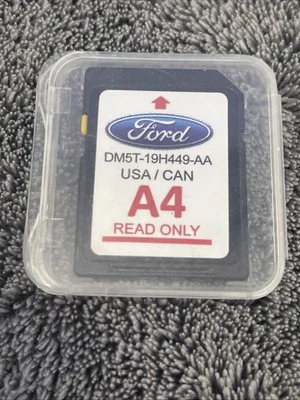 Ford
DM5T-19H449-AA
USA / CAN
A4
READ ONLY